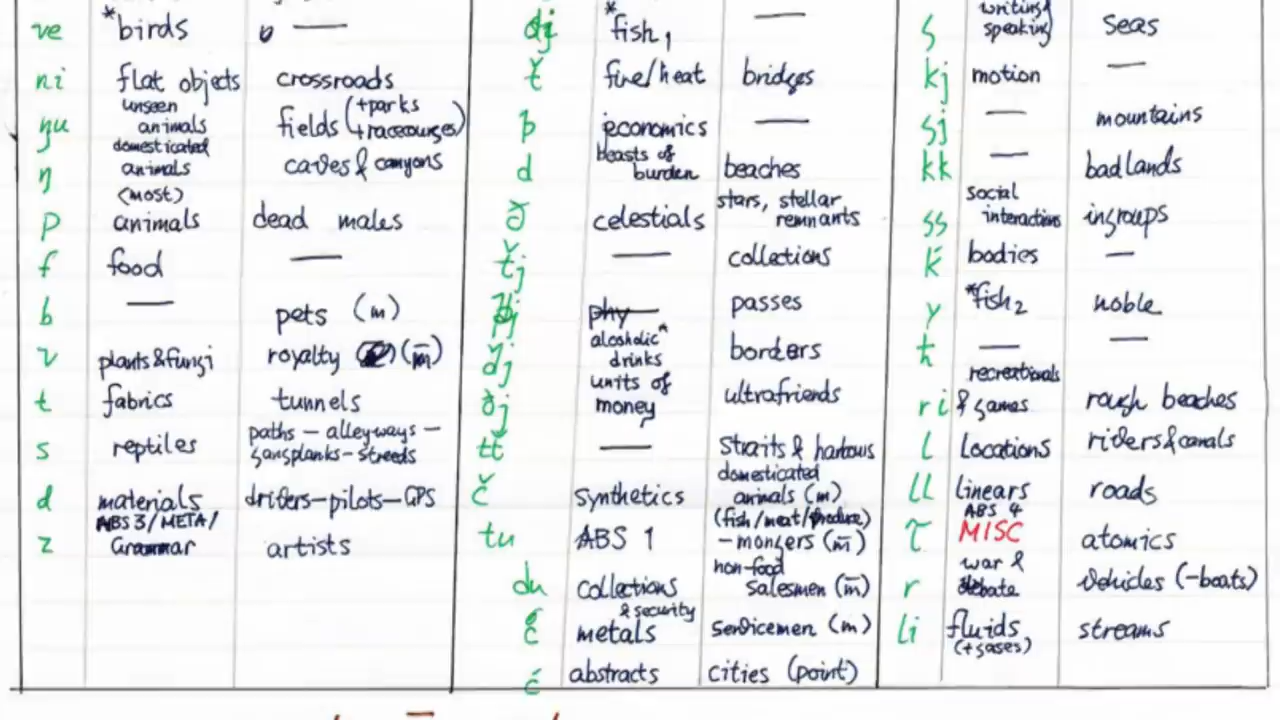 ve *birds —
ni flat objects crossroads
ŋu unseen animals fields (+parks +racecourses)
ŋ domesticated animals caves & canyons
p (most) animals dead males
f food —
b — pets (m)
v plants & fungi royalty (m̄)
t fabrics tunnels
s reptiles paths – alleyways – gangplanks – streets
d materials drivers–pilots–GPS
z ABS 3/META/ Grammar artists
dj *fish₁ —
ť fire/heat bridges
þ economics —
d beasts of burden beaches
ð celestials stars, stellar remnants
ťj — collections
þj — passes
ďj alcoholic* drinks borders
ðj units of money ultrafriends
tt — straits & harbours
č synthetics domesticated animals (m)
tu ABS 1 (fish/meat/produce) –mongers (m̄)
du collections non-food salesmen (m̄)
metals & security servicemen (m)
ć abstracts cities (point)
s writing & speaking seas
kj motion —
sj — mountains
kk — badlands
ss social interactions ingroups
bodies —
y *fish₂ noble
ħ — —
ri recreationals & games rough beaches
l locations riders & canals
ll linears roads
τ ABS 4 MISC atomics
r war & debate vehicles (–boats)
li fluids (+gases) streams